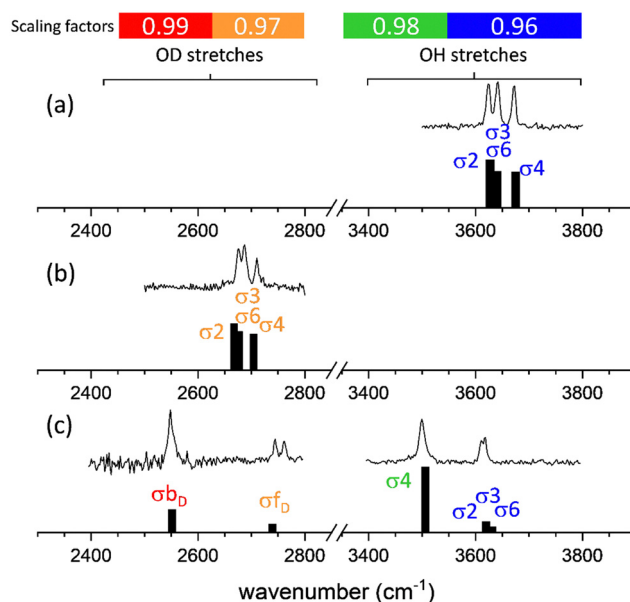 Scaling factors 0.99 0.97 0.98 0.96
OD stretches OH stretches
(a)
σ3
σ2 σ6 σ4
2400 2600 2800 3400 3600 3800
(b)
σ3
σ2 σ6 σ4
2400 2600 2800 3400 3600 3800
(c)
σ4
σb_D σf_D σ3
σ2 σ6
2400 2600 2800 3400 3600 3800
wavenumber (cm⁻¹)